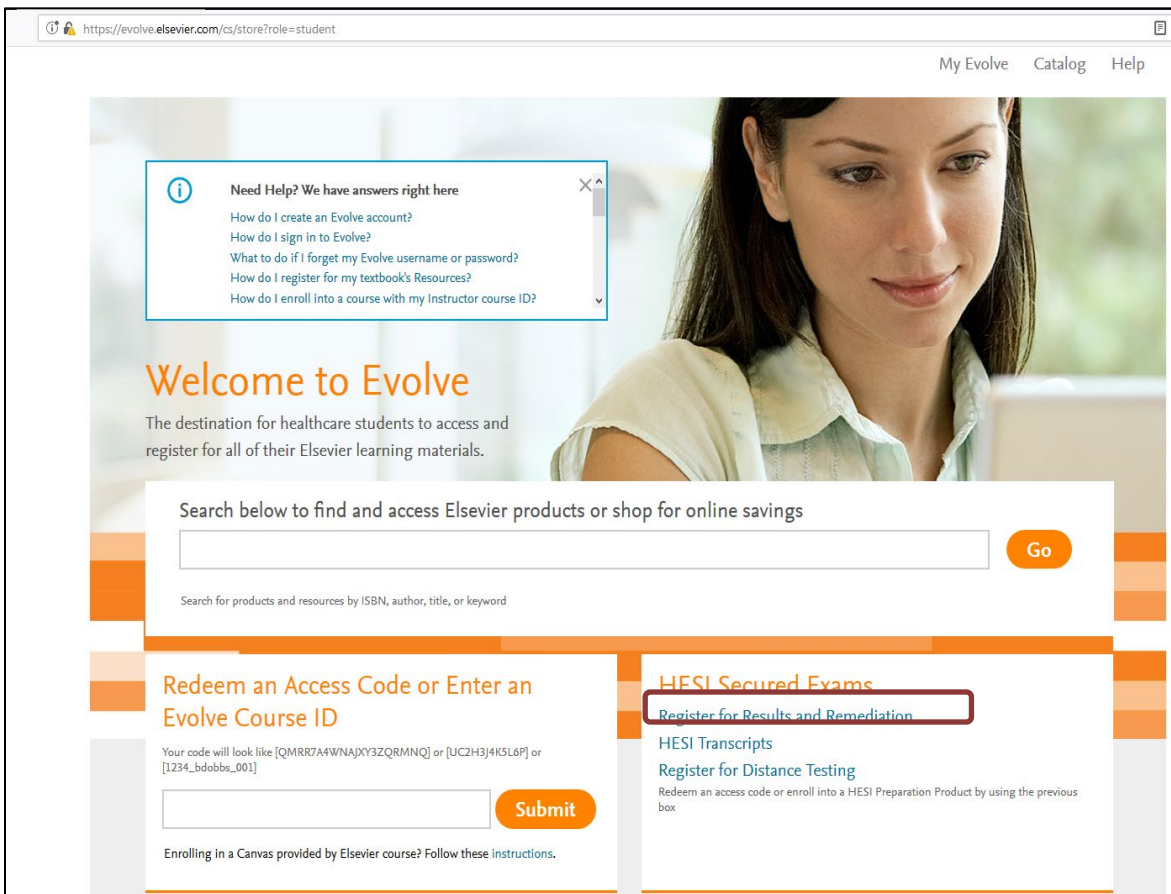 https://evolve.elsevier.com/cs/store?role=student
My Evolve Catalog Help
Need Help? We have answers right here
How do I create an Evolve account?
How do I sign in to Evolve?
What to do if I forget my Evolve username or password?
How do I register for my textbook's Resources?
How do I enroll into a course with my Instructor course ID?
Welcome to Evolve
The destination for healthcare students to access and
register for all of their Elsevier learning materials.
Search below to find and access Elsevier products or shop for online savings
Go
Search for products and resources by ISBN, author, title, or keyword
Redeem an Access Code or Enter an
Evolve Course ID
Your code will look like [QMRR7A4WNAJXY3ZQRMNQ] or [UC2H3J4K5L6P] or
[1234_bdobbs_001]
Submit
Enrolling in a Canvas provided by Elsevier course? Follow these instructions.
HESI Secured Exams
Register for Results and Remediation
HESI Transcripts
Register for Distance Testing
Redeem an access code or enroll into a HESI Preparation Product by using the previous
box